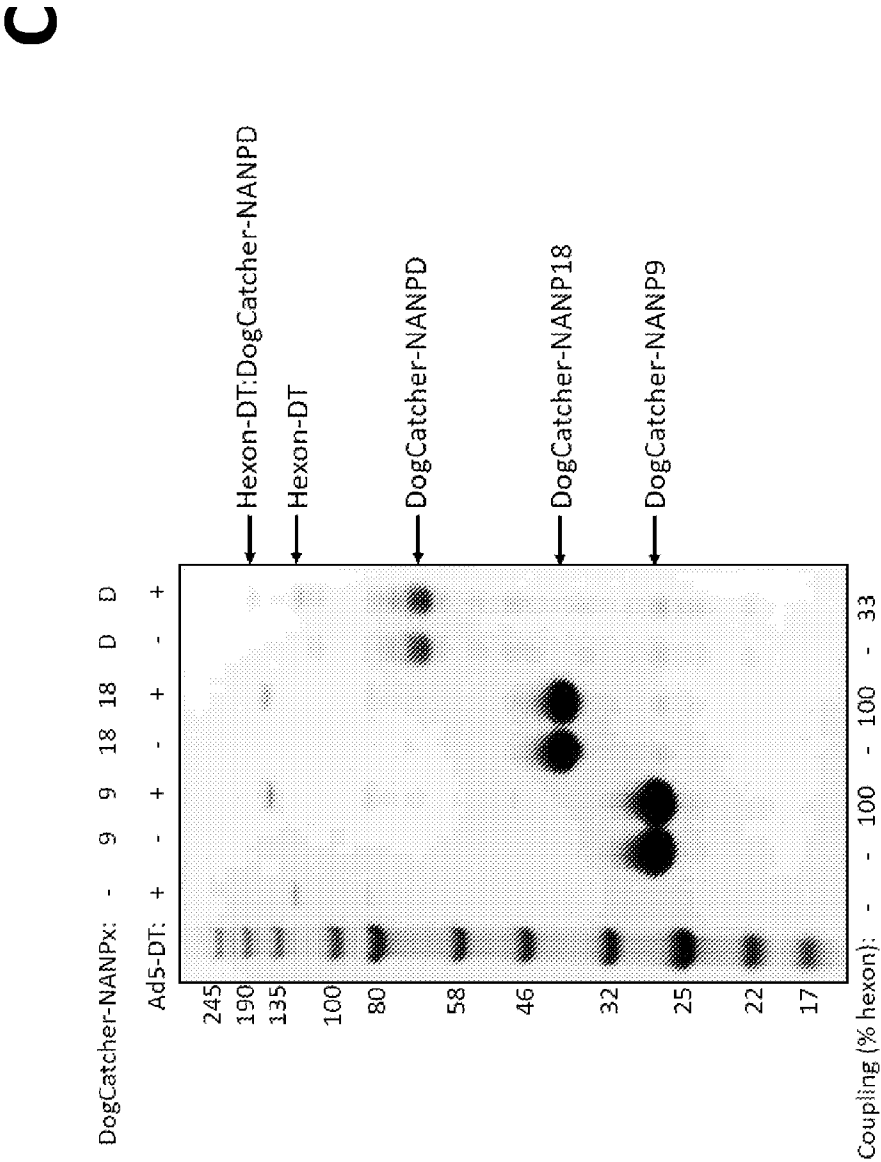 C
DogCatcher-NANPx: - 9 9 18 18 D D
Ad5-DT: + - + - + - +
245
190
135
100
80
58
46
32
25
22
17
Hexon-DT:DogCatcher-NANPD
Hexon-DT
DogCatcher-NANPD
DogCatcher-NANP18
DogCatcher-NANP9
Coupling (% hexon): - - 100 - 100 - 33